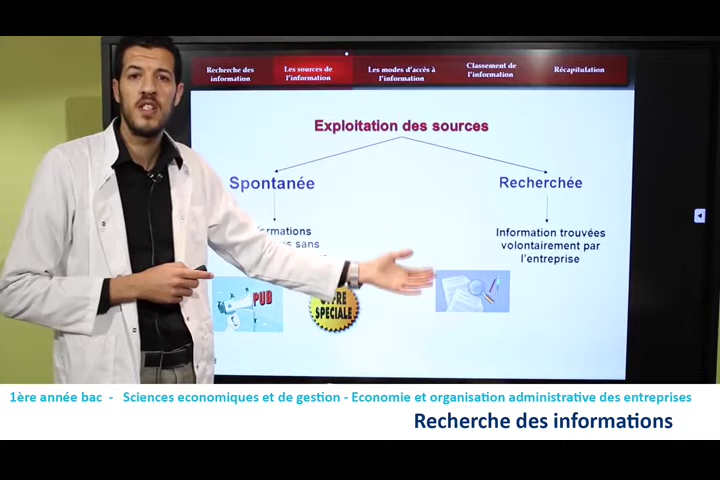 Recherche des information
Les sources de l'information
Les modes d'accès à l'information
Classement de l'information
Récapitulation
Exploitation des sources
Spontanée
Recherchée
Information trouvées
volontairement par
l'entreprise
sans
PUB
SPECIALE
1ère année bac - Sciences economiques et de gestion - Economie et organisation administrative des entreprises
Recherche des informations